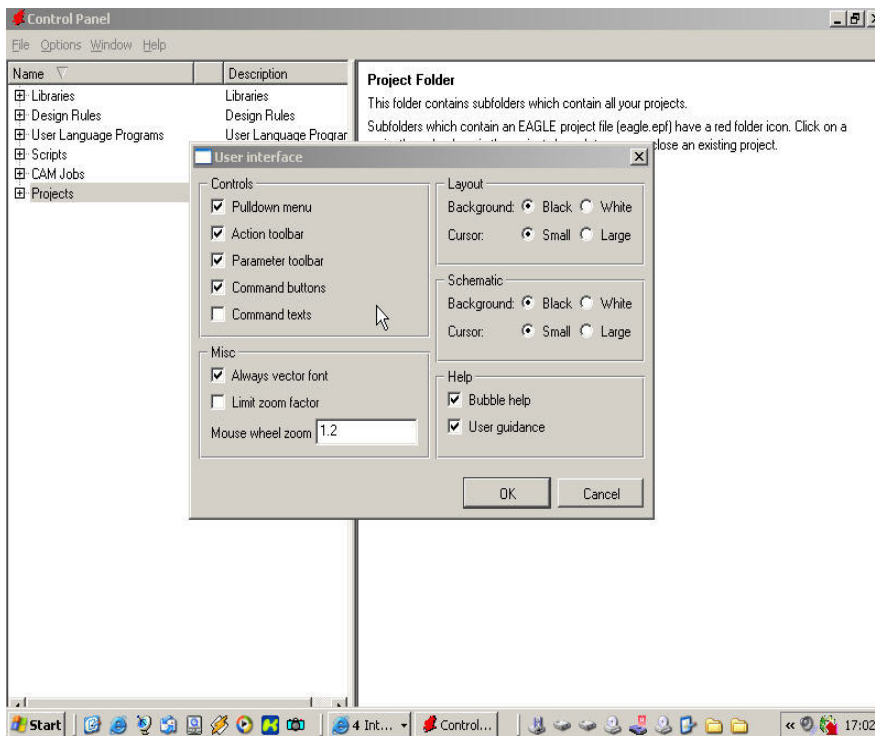 Control Panel
File Options Window Help
Name Description
Libraries Libraries
Design Rules Design Rules
User Language Programs User Language Progran
Scripts
CAM Jobs
Projects
Project Folder
This folder contains subfolders which contain all your projects.
Subfolders which contain an EAGLE project file (eagle.epf) have a red folder icon. Click on a
close an existing project.
User interface
Controls
Pulldown menu
Action toolbar
Parameter toolbar
Command buttons
Command texts
Misc
Always vector font
Limit zoom factor
Mouse wheel zoom 1.2
Layout
Background: Black White
Cursor: Small Large
Schematic
Background: Black White
Cursor: Small Large
Help
Bubble help
User guidance
OK Cancel
Start 4 Int... Control... 17:02